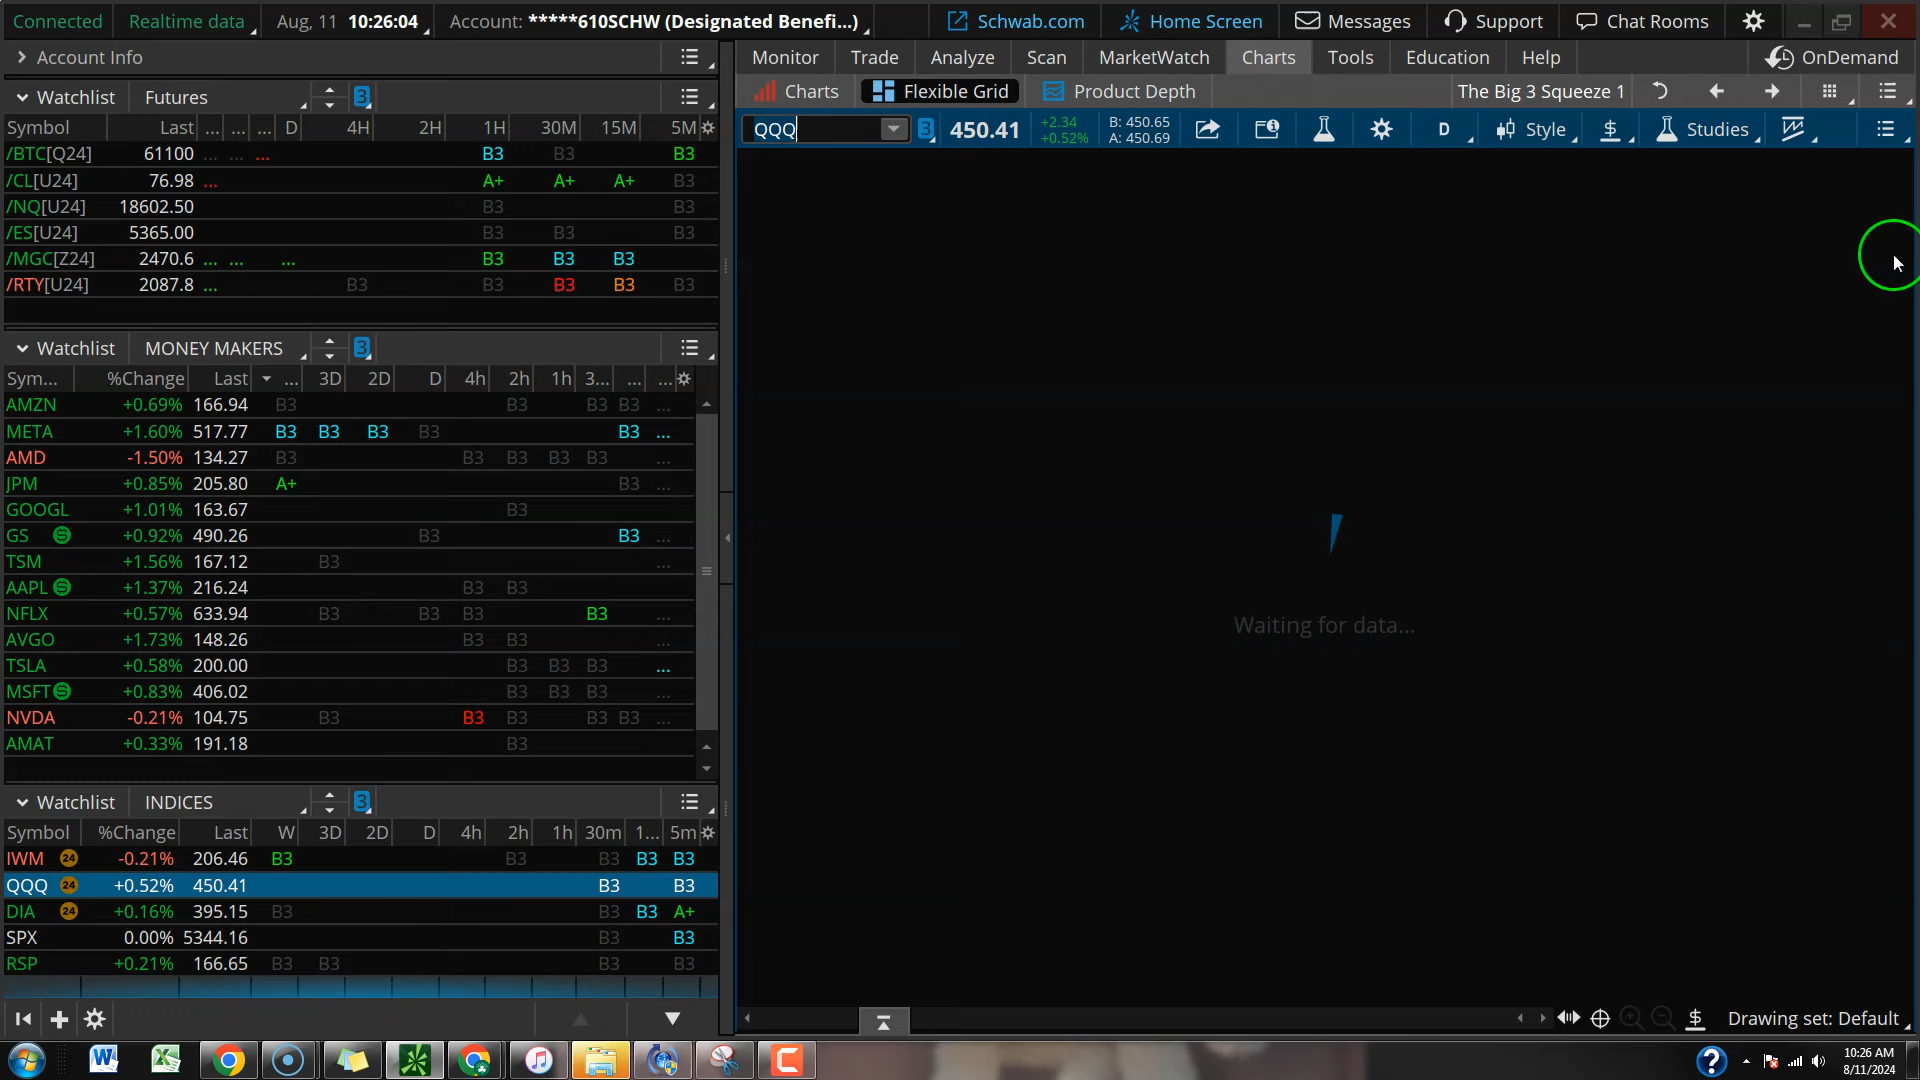 Connected Realtime data Aug, 11 10:26:04 Account: *****610SCHW (Designated Benefi...) Schwab.com Home Screen Messages Support Chat Rooms
Account Info
Monitor Trade Analyze Scan MarketWatch Charts Tools Education Help OnDemand
Charts Flexible Grid Product Depth The Big 3 Squeeze 1
QQQ 3 450.41 +2.34 +0.52% B: 450.65 A: 450.69 D Style Studies
Waiting for data...
Drawing set: Default
Watchlist Futures 3
Symbol Last ... ... ... D 4H 2H 1H 30M 15M 5M
/BTC[Q24] 61100 ... ... ... B3 B3 B3
/CL[U24] 76.98 ... A+ A+ A+ B3
/NQ[U24] 18602.50 B3 B3
/ES[U24] 5365.00 B3 B3 B3
/MGC[Z24] 2470.6 ... ... ... B3 B3 B3
/RTY[U24] 2087.8 ... B3 B3 B3 B3 B3
Watchlist MONEY MAKERS 3
Sym... %Change Last ... 3D 2D D 4h 2h 1h 3... ... ...
AMZN +0.69% 166.94 B3 B3 B3 B3 ...
META +1.60% 517.77 B3 B3 B3 B3 B3 ...
AMD -1.50% 134.27 B3 B3 B3 B3 B3 ...
JPM +0.85% 205.80 A+ B3 ...
GOOGL +1.01% 163.67 B3
GS S +0.92% 490.26 B3 B3 ...
TSM +1.56% 167.12 B3 ...
AAPL S +1.37% 216.24 B3 B3
NFLX +0.57% 633.94 B3 B3 B3 B3
AVGO +1.73% 148.26 B3 B3
TSLA +0.58% 200.00 B3 B3 B3 ...
MSFT S +0.83% 406.02 B3 B3 B3 ...
NVDA -0.21% 104.75 B3 B3 B3 B3 B3 ...
AMAT +0.33% 191.18 B3
Watchlist INDICES 3
Symbol %Change Last W 3D 2D D 4h 2h 1h 30m 1... 5m
IWM 24 -0.21% 206.46 B3 B3 B3 B3 B3
QQQ 24 +0.52% 450.41 B3 B3
DIA 24 +0.16% 395.15 B3 B3 B3 A+
SPX 0.00% 5344.16 B3 B3
RSP +0.21% 166.65 B3 B3 B3 B3
10:26 AM
8/11/2024